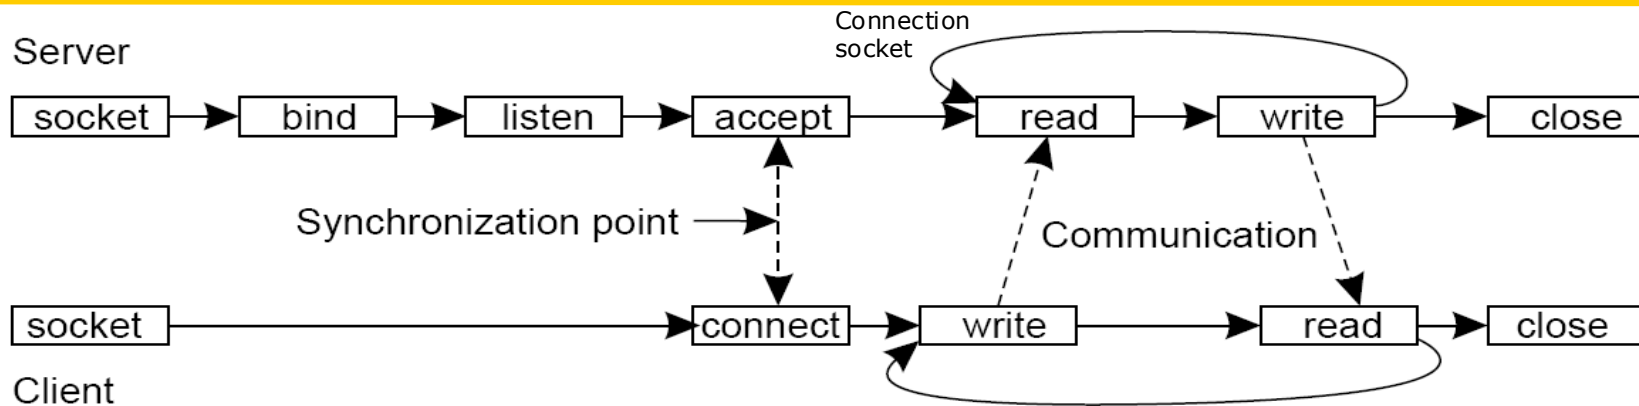 Connection
socket
Server
socket bind listen accept read write close
Synchronization point
Communication
socket connect write read close
Client